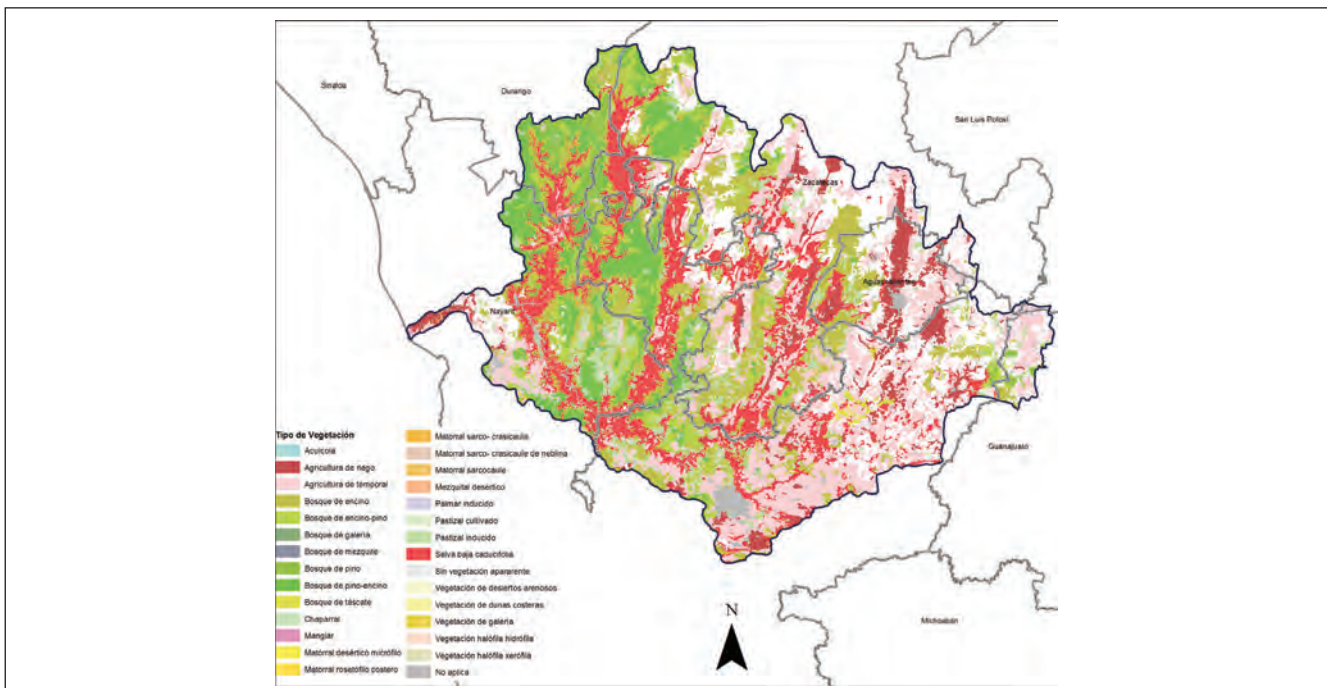 Sinaloa
Durango
San Luis Potosí
Zacatecas
Aguascalientes
Nayarit
Guanajuato
Michoacán
N
Tipo de Vegetación
Acuícola
Agricultura de riego
Agricultura de temporal
Bosque de encino
Bosque de encino-pino
Bosque de galería
Bosque de mezquite
Bosque de pino
Bosque de pino-encino
Bosque de táscate
Chaparral
Manglar
Matorral desértico micrófilo
Matorral rosetófilo costero
Matorral sarco- crasicaule
Matorral sarco- crasicaule de neblina
Matorral sarcocaule
Mezquital desértico
Palmar inducido
Pastizal cultivado
Pastizal inducido
Selva baja caducifolia
Sin vegetación apararente
Vegetación de desiertos arenosos
Vegetación de dunas costeras
Vegetación de galería
Vegetación halófila hidrófila
Vegetación halófila xerófila
No aplica